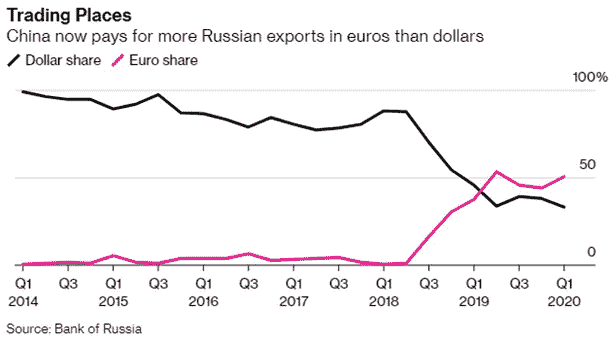 Trading Places
China now pays for more Russian exports in euros than dollars
Dollar share Euro share
100%
50
0
Q1 Q3 Q1 Q3 Q1 Q3 Q1 Q3 Q1 Q3 Q1 Q3 Q1
2014 2015 2016 2017 2018 2019 2020
Source: Bank of Russia